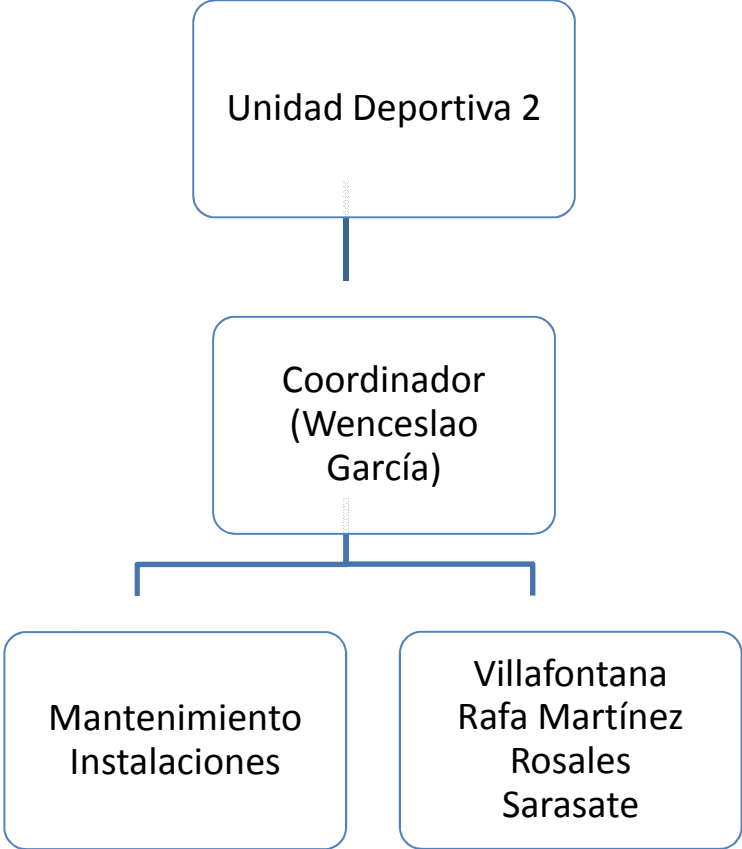 Unidad Deportiva 2
Coordinador
(Wenceslao
García)
Mantenimiento
Instalaciones
Villafontana
Rafa Martínez
Rosales
Sarasate